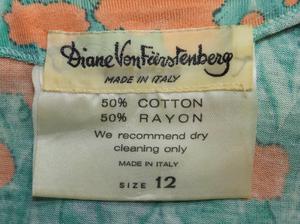 Diane Von Fürstenberg
MADE IN ITALY
50% COTTON
50% RAYON
We recommend dry
cleaning only
MADE IN ITALY
SIZE 12